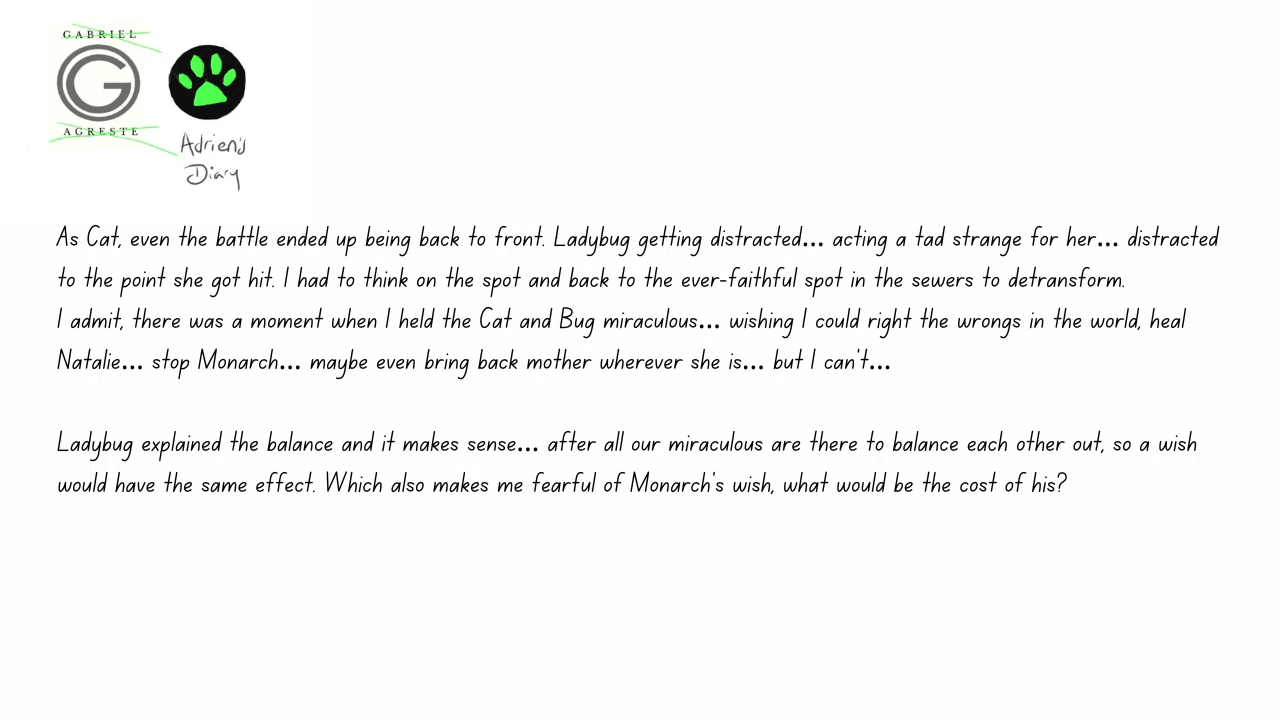 GABRIEL
AGRESTE
Adrien's
Diary
As Cat, even the battle ended up being back to front. Ladybug getting distracted... acting a tad strange for her... distracted
to the point she got hit. I had to think on the spot and back to the ever-faithful spot in the sewers to detransform.
I admit, there was a moment when I held the Cat and Bug miraculous... wishing I could right the wrongs in the world, heal
Natalie... stop Monarch... maybe even bring back mother wherever she is... but I can't...
Ladybug explained the balance and it makes sense... after all our miraculous are there to balance each other out, so a wish
would have the same effect. Which also makes me fearful of Monarch's wish, what would be the cost of his?